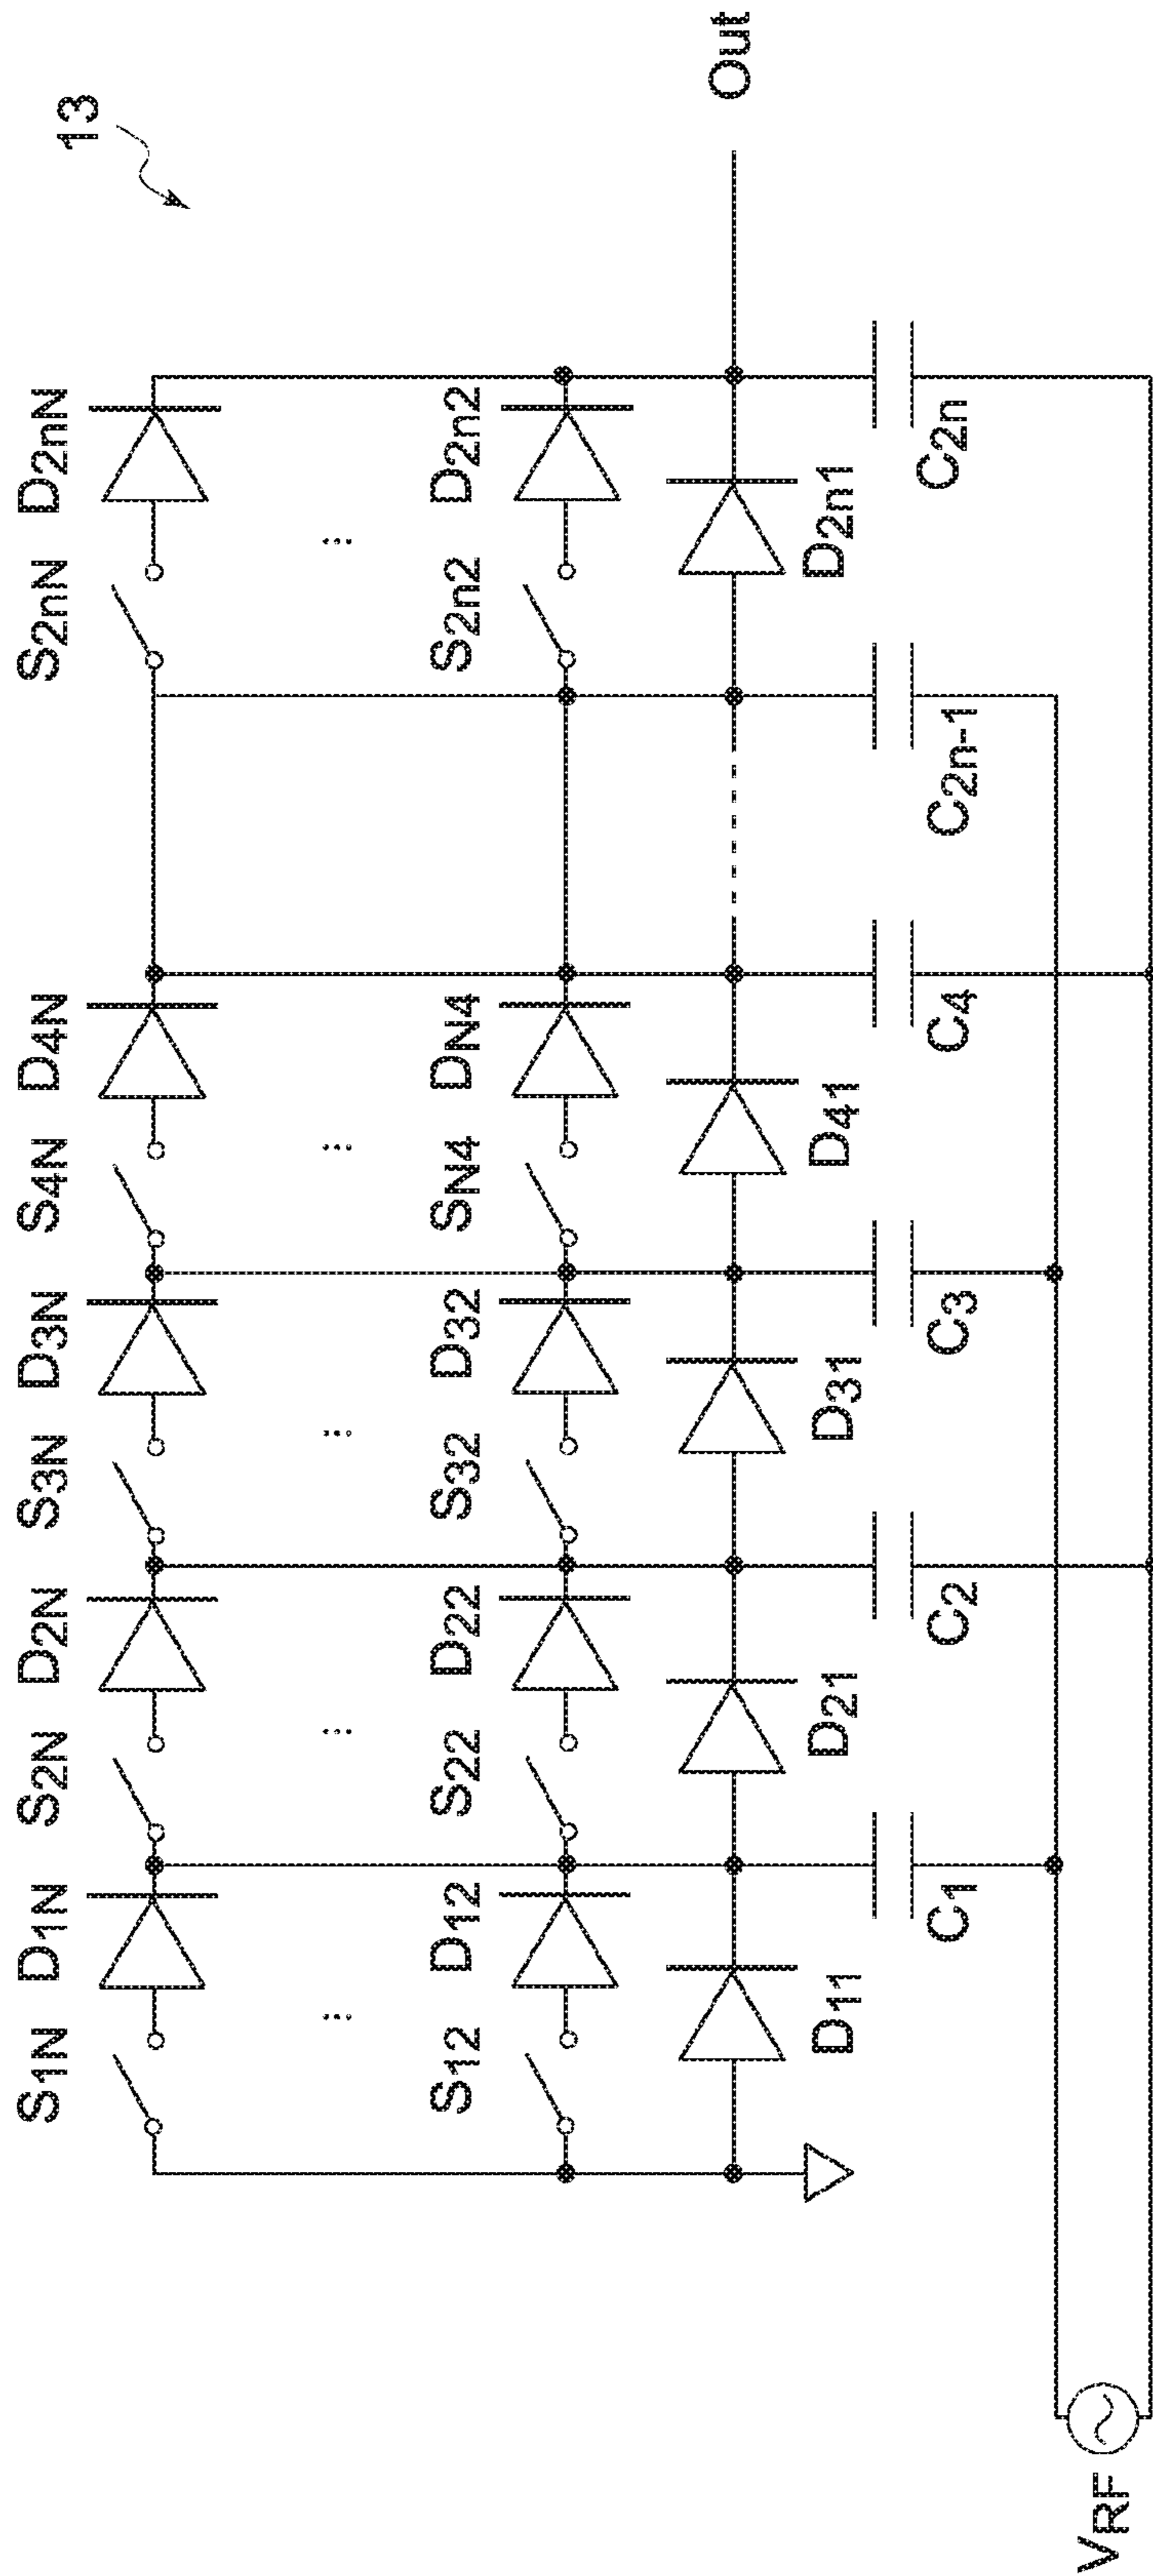 13
S1N D1N S2N D2N S3N D3N S4N D4N S2nN D2nN
S12 D12 S22 D22 S32 D32 SN4 DN4 S2n2 D2n2
Out
D11 D21 D31 D41 D2n1
C1 C2 C3 C4 C2n-1 C2n
VRF